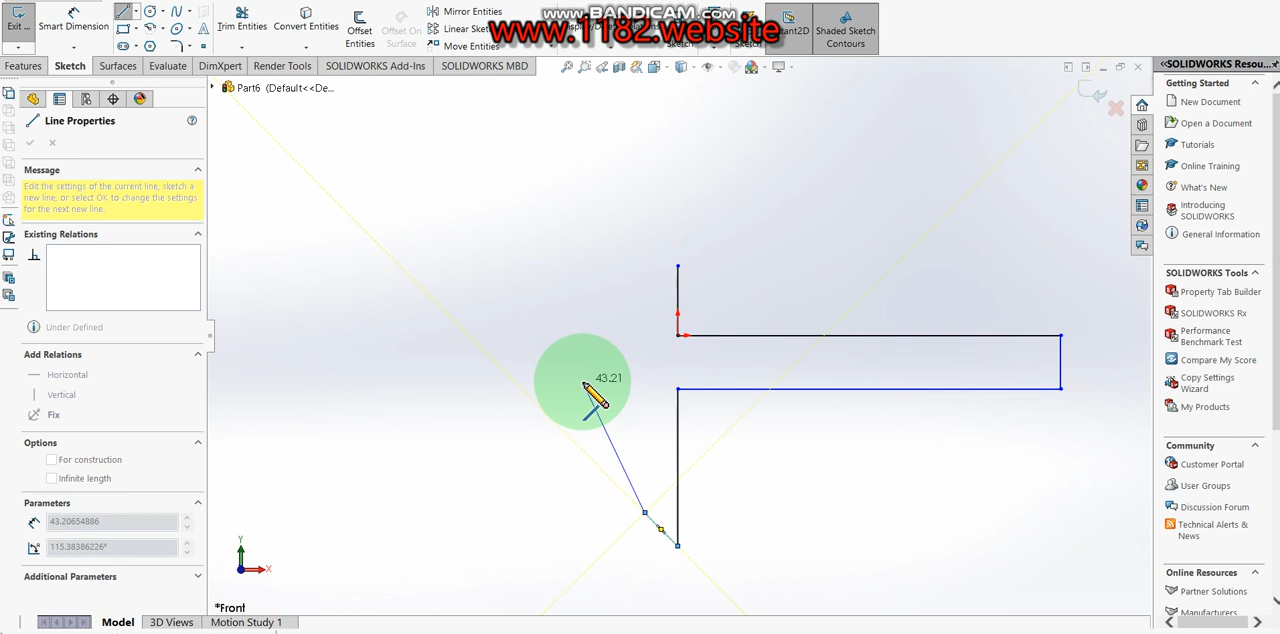 www.BANDICAM.com
www.1182.website
Exit ...
Smart Dimension
Trim Entities
Convert Entities
Offset
Entities
Offset On
Surface
Mirror Entities
Linear Sketch
Move Entities
Sketch
Sketch
Instant2D
Shaded Sketch
Contours
Features
Sketch
Surfaces
Evaluate
DimXpert
Render Tools
SOLIDWORKS Add-Ins
SOLIDWORKS MBD
Part6 (Default<<De...
Line Properties
Message
Edit the settings of the current line, sketch a
new line, or select OK to change the settings
for the next new line.
Existing Relations
Under Defined
Add Relations
Horizontal
Vertical
Fix
Options
For construction
Infinite length
Parameters
43.20654886
115.38386226°
Additional Parameters
43.21
Y
X
*Front
Model
3D Views
Motion Study 1
SOLIDWORKS Resou...
Getting Started
New Document
Open a Document
Tutorials
Online Training
What's New
Introducing
SOLIDWORKS
General Information
SOLIDWORKS Tools
Property Tab Builder
SOLIDWORKS Rx
Performance
Benchmark Test
Compare My Score
Copy Settings
Wizard
My Products
Community
Customer Portal
User Groups
Discussion Forum
Technical Alerts &
News
Online Resources
Partner Solutions
Manufacturers